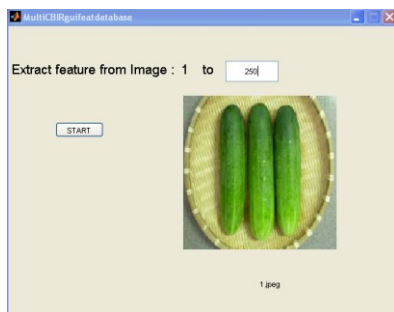 MultiCBIRguifeatdatabase
Extract feature from Image : 1 to 250
START
1.jpeg